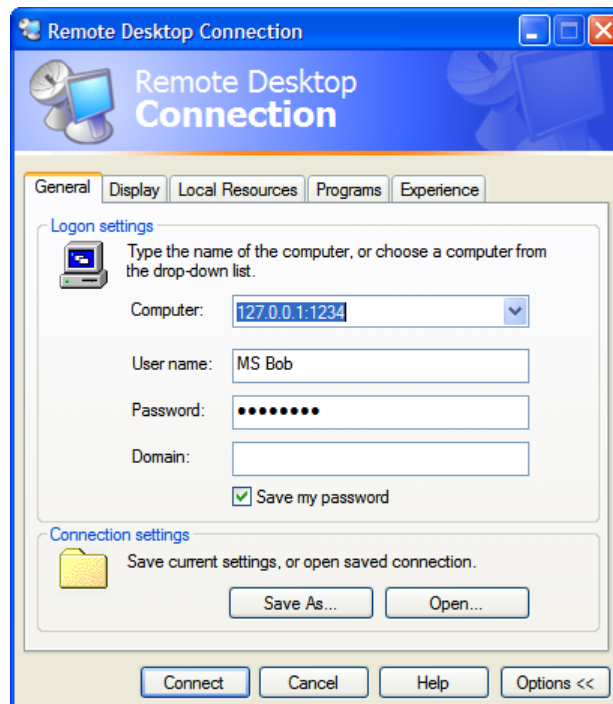 Remote Desktop Connection
Remote Desktop
Connection
General Display Local Resources Programs Experience
Logon settings
Type the name of the computer, or choose a computer from
the drop-down list.
Computer: 127.0.0.1:1234
User name: MS Bob
Password: ••••••••
Domain:
Save my password
Connection settings
Save current settings, or open saved connection.
Save As... Open...
Connect Cancel Help Options <<